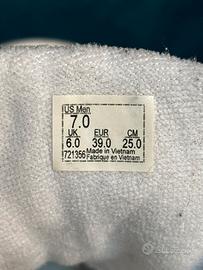 US Men
7.0
UK EUR CM
6.0 39.0 25.0
721356 Made in Vietnam
Fabriqué en Vietnam